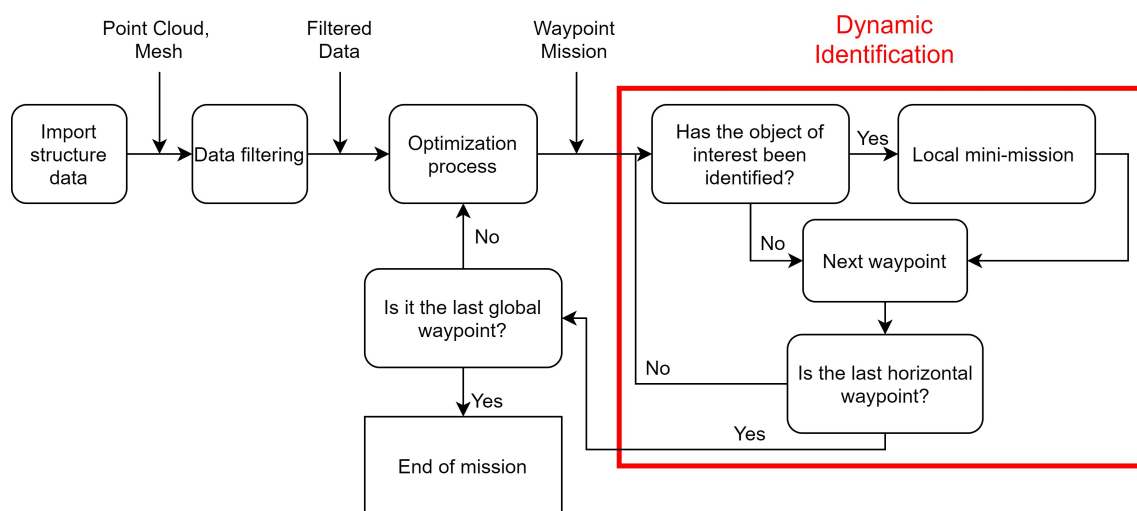 Point Cloud,
Mesh
Filtered
Data
Waypoint
Mission
Dynamic
Identification
Import
structure
data
Data filtering
Optimization
process
Has the object of
interest been
identified?
Yes
Local mini-mission
No
Next waypoint
No
Is it the last global
waypoint?
No
Is the last horizontal
waypoint?
Yes
Yes
End of mission